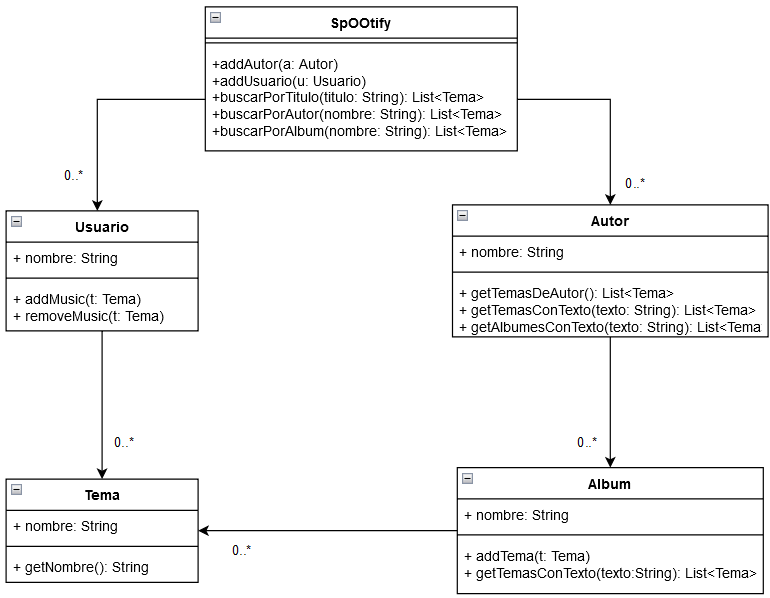 SpOOtify
+addAutor(a: Autor)
+addUsuario(u: Usuario)
+buscarPorTitulo(titulo: String): List<Tema>
+buscarPorAutor(nombre: String): List<Tema>
+buscarPorAlbum(nombre: String): List<Tema>
0..*
0..*
Usuario
+ nombre: String
+ addMusic(t: Tema)
+ removeMusic(t: Tema)
Autor
+ nombre: String
+ getTemasDeAutor(): List<Tema>
+ getTemasConTexto(texto: String): List<Tema>
+ getAlbumesConTexto(texto: String): List<Tema
0..*
0..*
Tema
+ nombre: String
+ getNombre(): String
0..*
Album
+ nombre: String
+ addTema(t: Tema)
+ getTemasConTexto(texto:String): List<Tema>